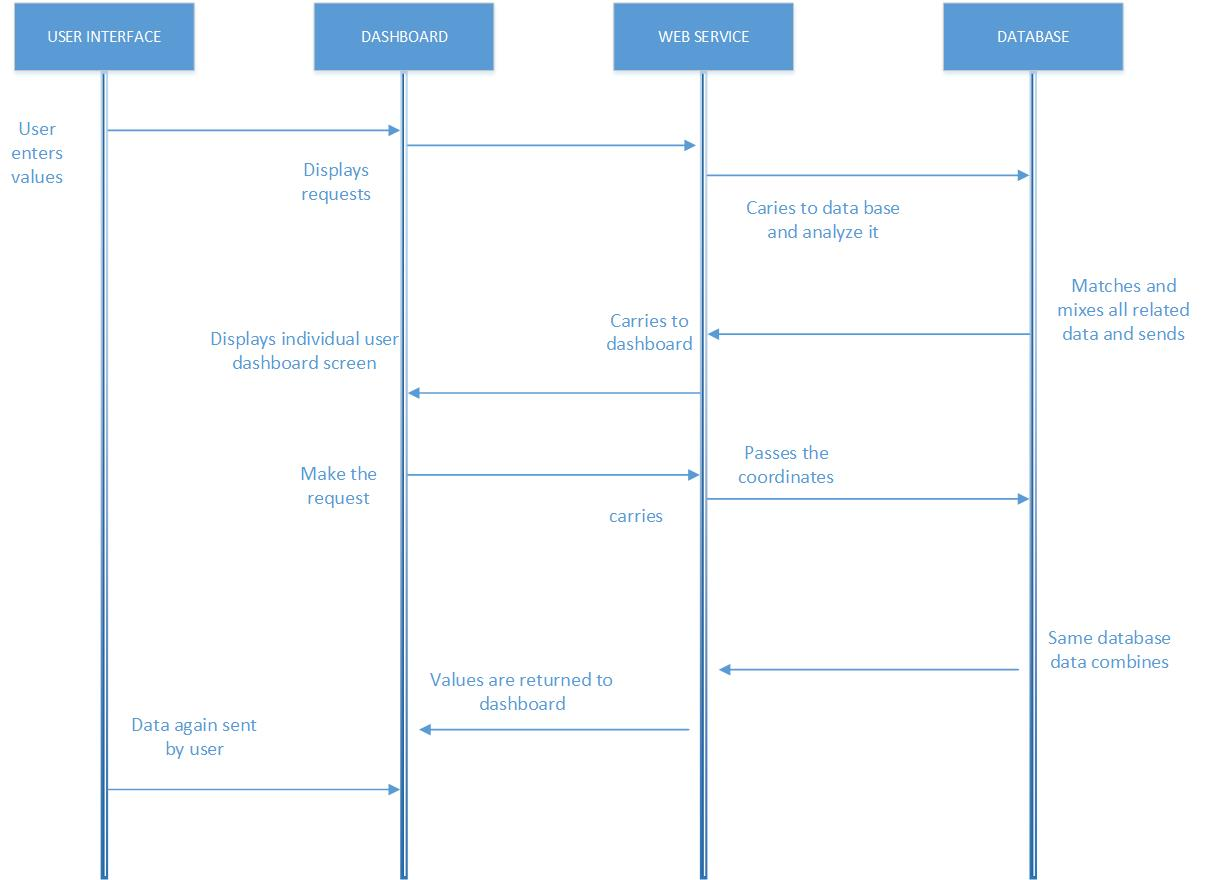 USER INTERFACE
DASHBOARD
WEB SERVICE
DATABASE
User
enters
values
Displays
requests
Caries to data base
and analyze it
Matches and
mixes all related
data and sends
Carries to
dashboard
Displays individual user
dashboard screen
Make the
request
Passes the
coordinates
carries
Same database
data combines
Values are returned to
dashboard
Data again sent
by user